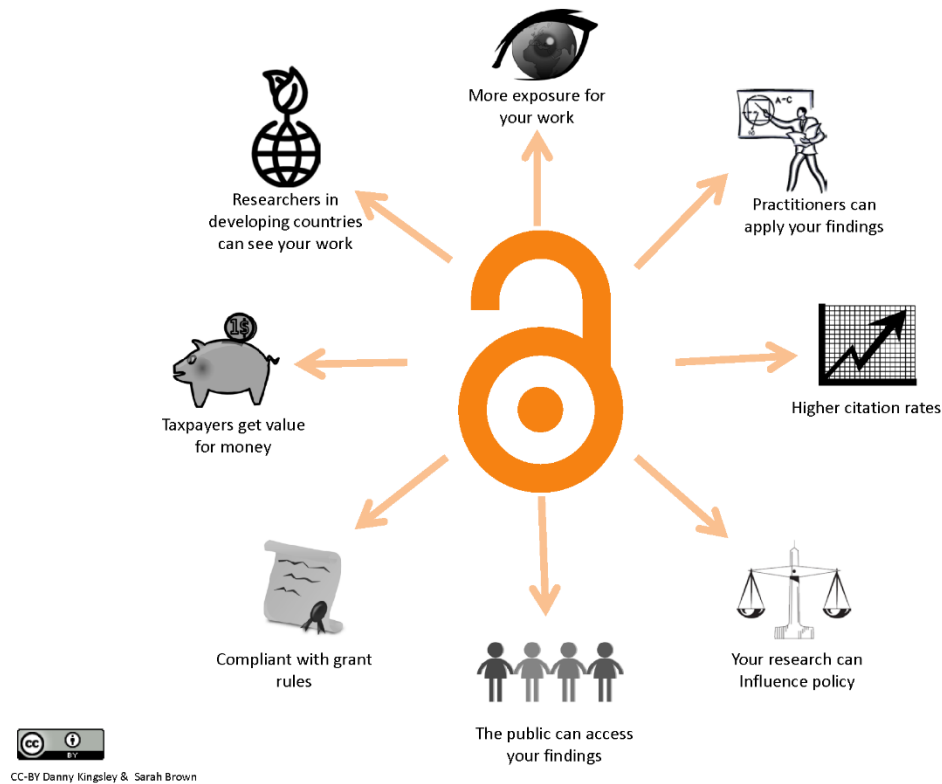 More exposure for
your work
A-C
Practitioners can
apply your findings
Researchers in
developing countries
can see your work
1$
Taxpayers get value
for money
Higher citation rates
Compliant with grant
rules
Your research can
Influence policy
The public can access
your findings
cc
BY
CC-BY Danny Kingsley & Sarah Brown